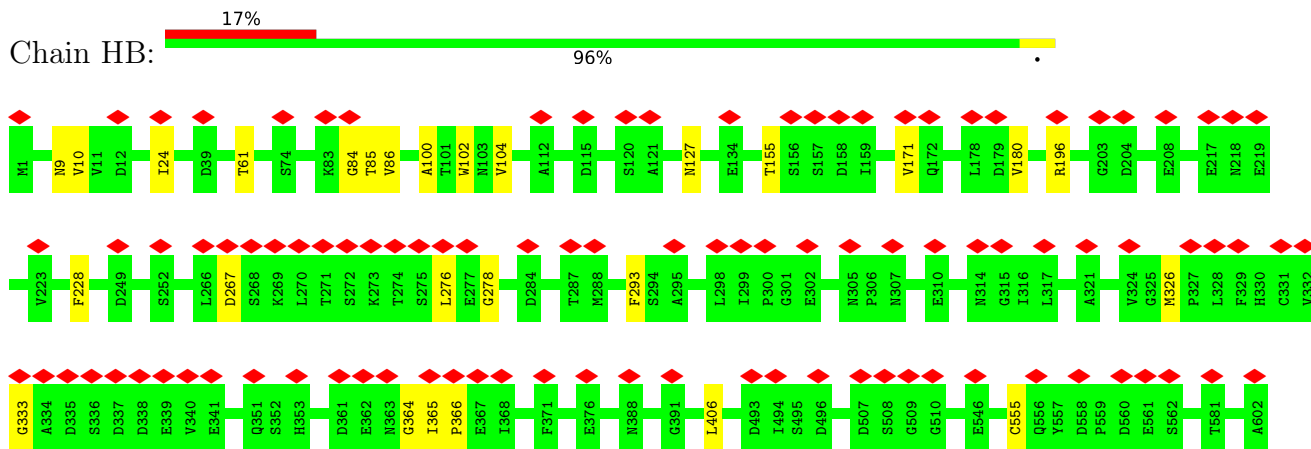 17%
Chain HB:
96%
•
M1 N9 V10 V11 D12 I24 D39 T61 S74 K83 G84 T85 V86 A100 T101 W102 N103 V104 A112 D115 S120 A121 N127 E134 T155 S156 S157 D158 I159 V171 Q172 L178 D179 V180 R196 G203 D204 E208 E217 N218 E219
V223 F228 D249 S252 L266 D267 S268 K269 L270 T271 S272 K273 T274 S275 L276 E277 G278 D284 T287 M288 F293 S294 A295 L298 I299 P300 G301 E302 N305 P306 N307 E310 N314 G315 I316 L317 A321 V324 G325 M326 P327 L328 F329 H330 C331 V332
G333 A334 D335 S336 D337 D338 E339 V340 E341 Q351 S352 H353 D361 E362 N363 G364 I365 P366 E367 I368 F371 E376 N388 G391 L406 D493 I494 S495 D496 D507 S508 G509 G510 E546 C555 Q556 Y557 D558 P559 D560 E561 S562 T581 A602